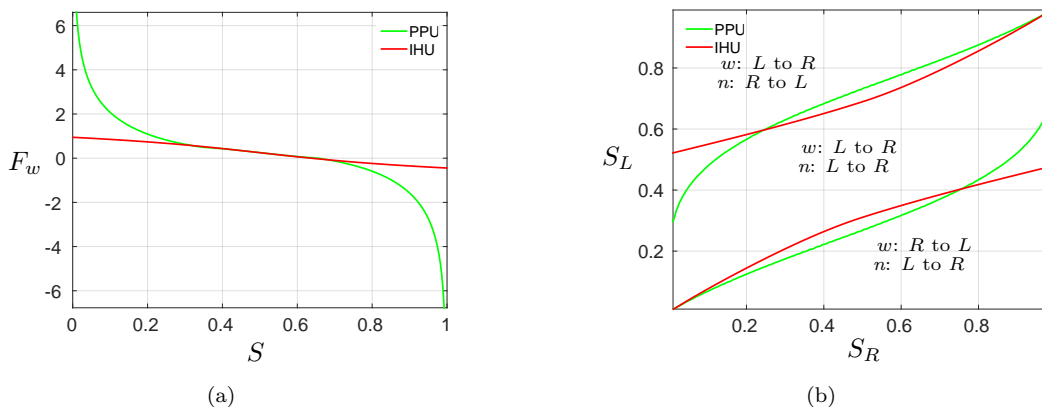 6
4
2
0
-2
-4
-6
F_w
0
0.2
0.4
0.6
0.8
1
S
PPU
IHU
(a)
0.8
0.6
0.4
0.2
S_L
0.2
0.4
0.6
0.8
S_R
PPU
IHU
w: L to R
n: R to L
w: L to R
n: L to R
w: R to L
n: L to R
(b)